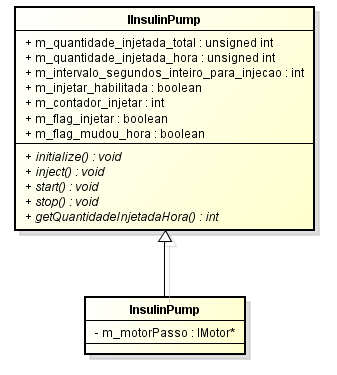 IInsulinPump
+ m_quantidade_injetada_total : unsigned int
+ m_quantidade_injetada_hora : unsigned int
+ m_intervalo_segundos_inteiro_para_injecao : int
+ m_injetar_habilitada : boolean
+ m_contador_injetar : int
+ m_flag_injetar : boolean
+ m_flag_mudou_hora : boolean
+ initialize() : void
+ inject() : void
+ start() : void
+ stop() : void
+ getQuantidadeInjetadaHora() : int
InsulinPump
- m_motorPasso : IMotor*